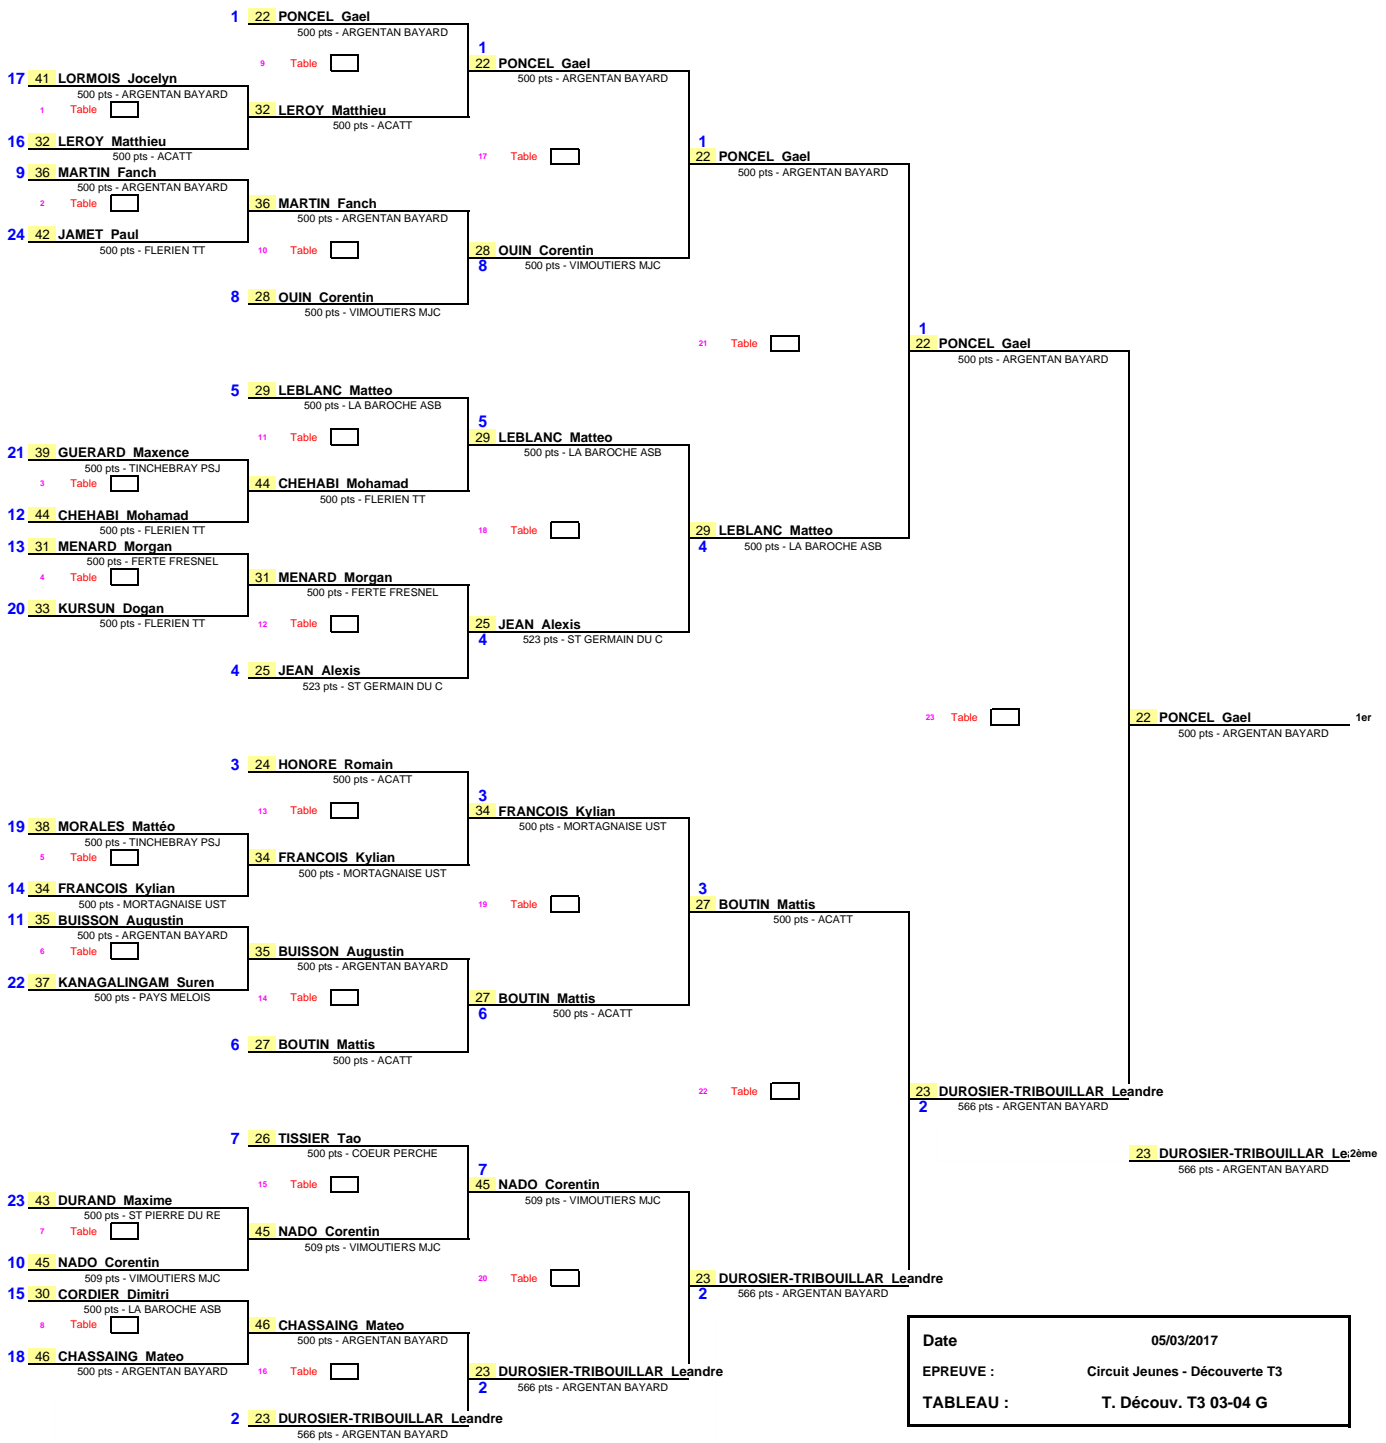 1 22 PONCEL Gael
500 pts - ARGENTAN BAYARD
1
9 Table
22 PONCEL Gael
500 pts - ARGENTAN BAYARD
17 41 LORMOIS Jocelyn
500 pts - ARGENTAN BAYARD
1 Table
32 LEROY Matthieu
500 pts - ACATT
16 32 LEROY Matthieu
500 pts - ACATT
1
17 Table
22 PONCEL Gael
500 pts - ARGENTAN BAYARD
9 36 MARTIN Fanch
500 pts - ARGENTAN BAYARD
2 Table
36 MARTIN Fanch
500 pts - ARGENTAN BAYARD
24 42 JAMET Paul
500 pts - FLERIEN TT
10 Table
28 OUIN Corentin
8 500 pts - VIMOUTIERS MJC
8 28 OUIN Corentin
500 pts - VIMOUTIERS MJC
1
21 Table
22 PONCEL Gael
500 pts - ARGENTAN BAYARD
5 29 LEBLANC Matteo
500 pts - LA BAROCHE ASB
5
11 Table
29 LEBLANC Matteo
500 pts - LA BAROCHE ASB
21 39 GUERARD Maxence
500 pts - TINCHEBRAY PSJ
3 Table
44 CHEHABI Mohamad
500 pts - FLERIEN TT
12 44 CHEHABI Mohamad
500 pts - FLERIEN TT
18 Table
29 LEBLANC Matteo
4 500 pts - LA BAROCHE ASB
13 31 MENARD Morgan
500 pts - FERTE FRESNEL
4 Table
31 MENARD Morgan
500 pts - FERTE FRESNEL
20 33 KURSUN Dogan
500 pts - FLERIEN TT
12 Table
25 JEAN Alexis
4 523 pts - ST GERMAIN DU C
4 25 JEAN Alexis
523 pts - ST GERMAIN DU C
23 Table
22 PONCEL Gael 1er
500 pts - ARGENTAN BAYARD
3 24 HONORE Romain
500 pts - ACATT
3
13 Table
34 FRANCOIS Kylian
500 pts - MORTAGNAISE UST
19 38 MORALES Mattéo
500 pts - TINCHEBRAY PSJ
5 Table
34 FRANCOIS Kylian
500 pts - MORTAGNAISE UST
14 34 FRANCOIS Kylian
500 pts - MORTAGNAISE UST
3
19 Table
27 BOUTIN Mattis
500 pts - ACATT
11 35 BUISSON Augustin
500 pts - ARGENTAN BAYARD
6 Table
35 BUISSON Augustin
500 pts - ARGENTAN BAYARD
22 37 KANAGALINGAM Suren
500 pts - PAYS MELOIS
14 Table
27 BOUTIN Mattis
6 500 pts - ACATT
6 27 BOUTIN Mattis
500 pts - ACATT
22 Table
23 DUROSIER-TRIBOUILLAR Leandre
2 566 pts - ARGENTAN BAYARD
7 26 TISSIER Tao
500 pts - COEUR PERCHE
23 DUROSIER-TRIBOUILLAR Le 2ème
566 pts - ARGENTAN BAYARD
7
15 Table
45 NADO Corentin
509 pts - VIMOUTIERS MJC
23 43 DURAND Maxime
500 pts - ST PIERRE DU RE
7 Table
45 NADO Corentin
509 pts - VIMOUTIERS MJC
10 45 NADO Corentin
509 pts - VIMOUTIERS MJC
20 Table
23 DUROSIER-TRIBOUILLAR Leandre
2 566 pts - ARGENTAN BAYARD
15 30 CORDIER Dimitri
500 pts - LA BAROCHE ASB
8 Table
46 CHASSAING Mateo
500 pts - ARGENTAN BAYARD
18 46 CHASSAING Mateo
500 pts - ARGENTAN BAYARD
16 Table
23 DUROSIER-TRIBOUILLAR Leandre
2 566 pts - ARGENTAN BAYARD
2 23 DUROSIER-TRIBOUILLAR Leandre
566 pts - ARGENTAN BAYARD
Date 05/03/2017
EPREUVE : Circuit Jeunes - Découverte T3
TABLEAU : T. Découv. T3 03-04 G